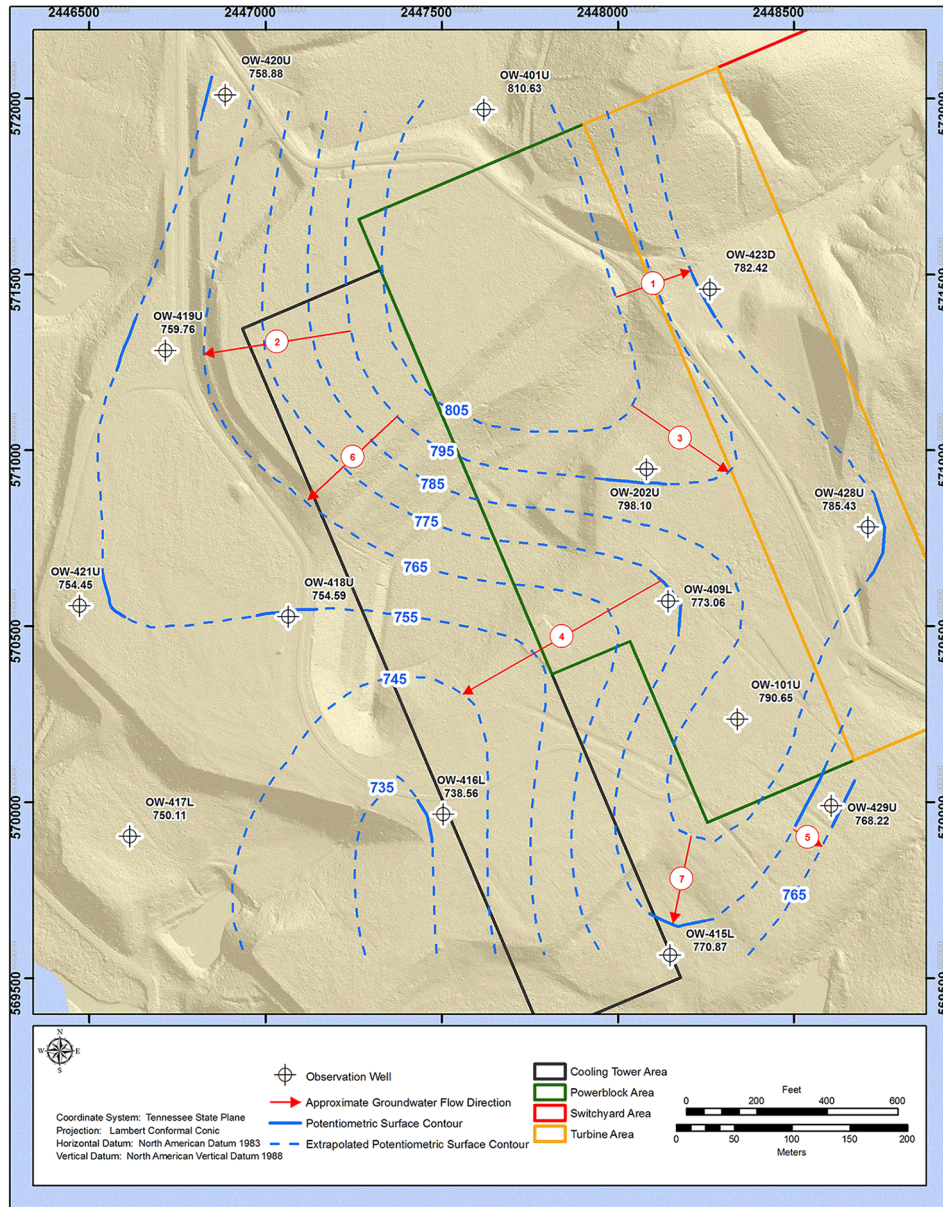 2446500 2447000 2447500 2448000 2448500
572000 572000
OW-420U
758.88
OW-401U
810.63
OW-423D
782.42
571500 571500
OW-419U
759.76
1
2
805
3
795
6
571000 571000
OW-202U
798.10
785
OW-428U
785.43
775
765
OW-421U
754.45
OW-418U
754.59
OW-409L
773.06
755
570500 570500
4
745
OW-101U
790.65
OW-416L
738.56
735
570000 570000
OW-417L
750.11
OW-429U
768.22
5
7
765
OW-415L
770.87
569500 569500
N
W E
S
Observation Well
Approximate Groundwater Flow Direction
Potentiometric Surface Contour
Extrapolated Potentiometric Surface Contour
Coordinate System: Tennessee State Plane
Projection: Lambert Conformal Conic
Horizontal Datum: North American Datum 1983
Vertical Datum: North American Vertical Datum 1988
Cooling Tower Area
Powerblock Area
Switchyard Area
Turbine Area
Feet
0 200 400 600
0 50 100 150 200
Meters